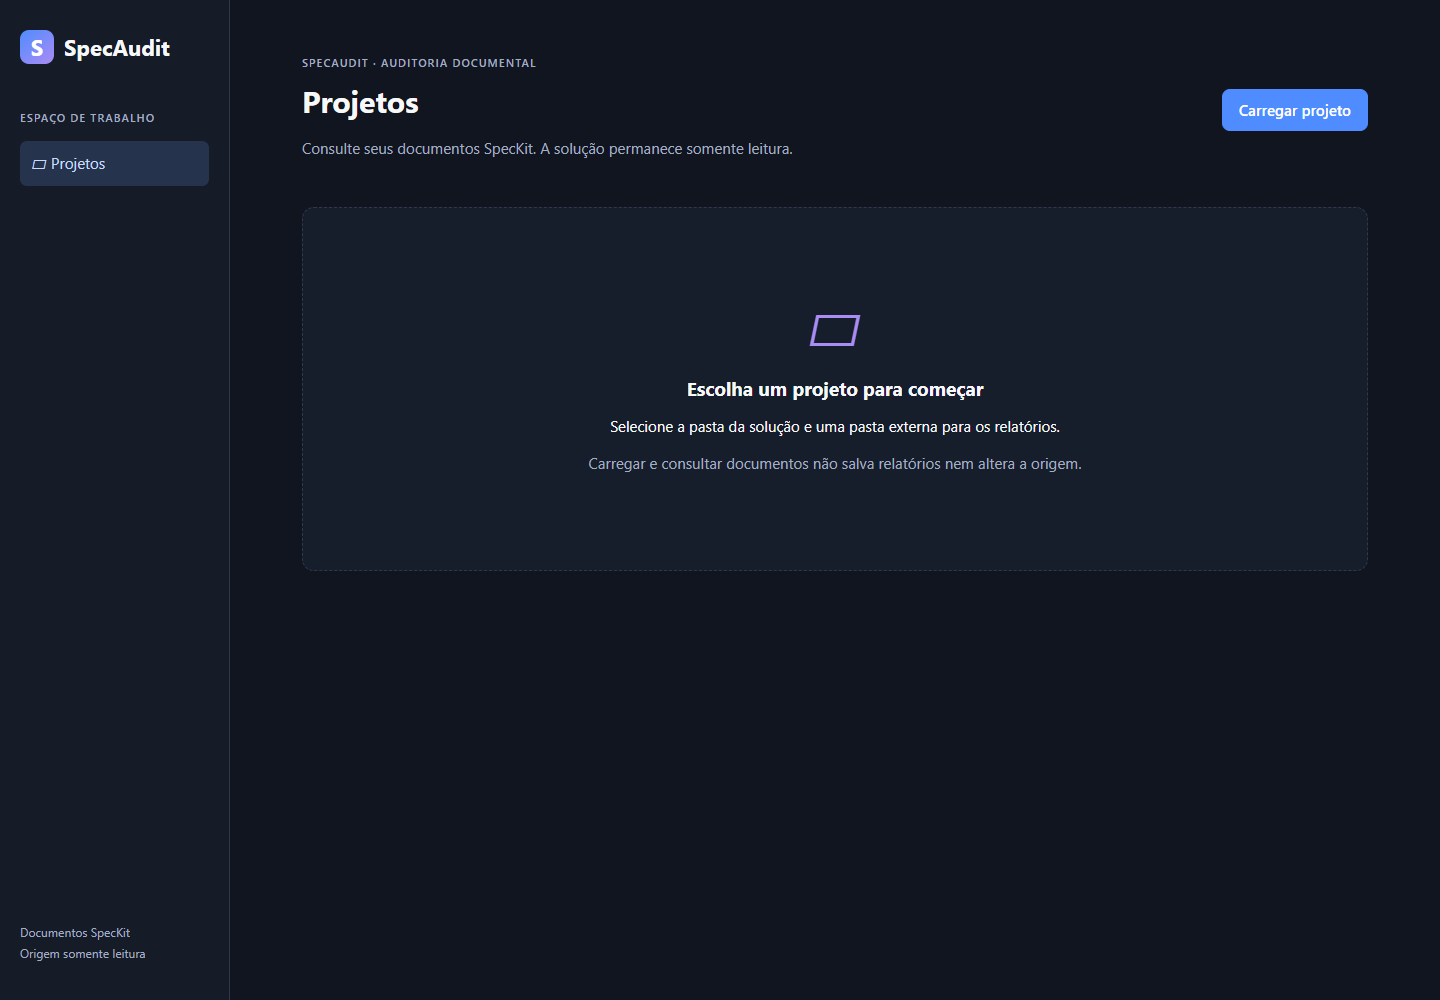 S SpecAudit
ESPAÇO DE TRABALHO
Projetos
Documentos SpecKit
Origem somente leitura
SPECAUDIT · AUDITORIA DOCUMENTAL
Projetos
Carregar projeto
Consulte seus documentos SpecKit. A solução permanece somente leitura.
Escolha um projeto para começar
Selecione a pasta da solução e uma pasta externa para os relatórios.
Carregar e consultar documentos não salva relatórios nem altera a origem.